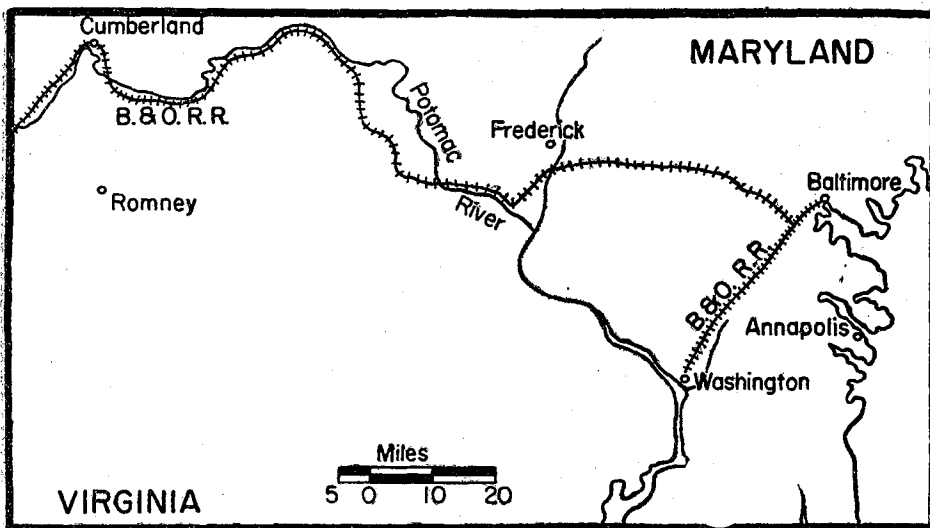 Cumberland
MARYLAND
B.&O.R.R.
Potomac
River
Frederick
Romney
Baltimore
B.&O. R.R.
Annapolis
Washington
Miles
5 0 10 20
VIRGINIA